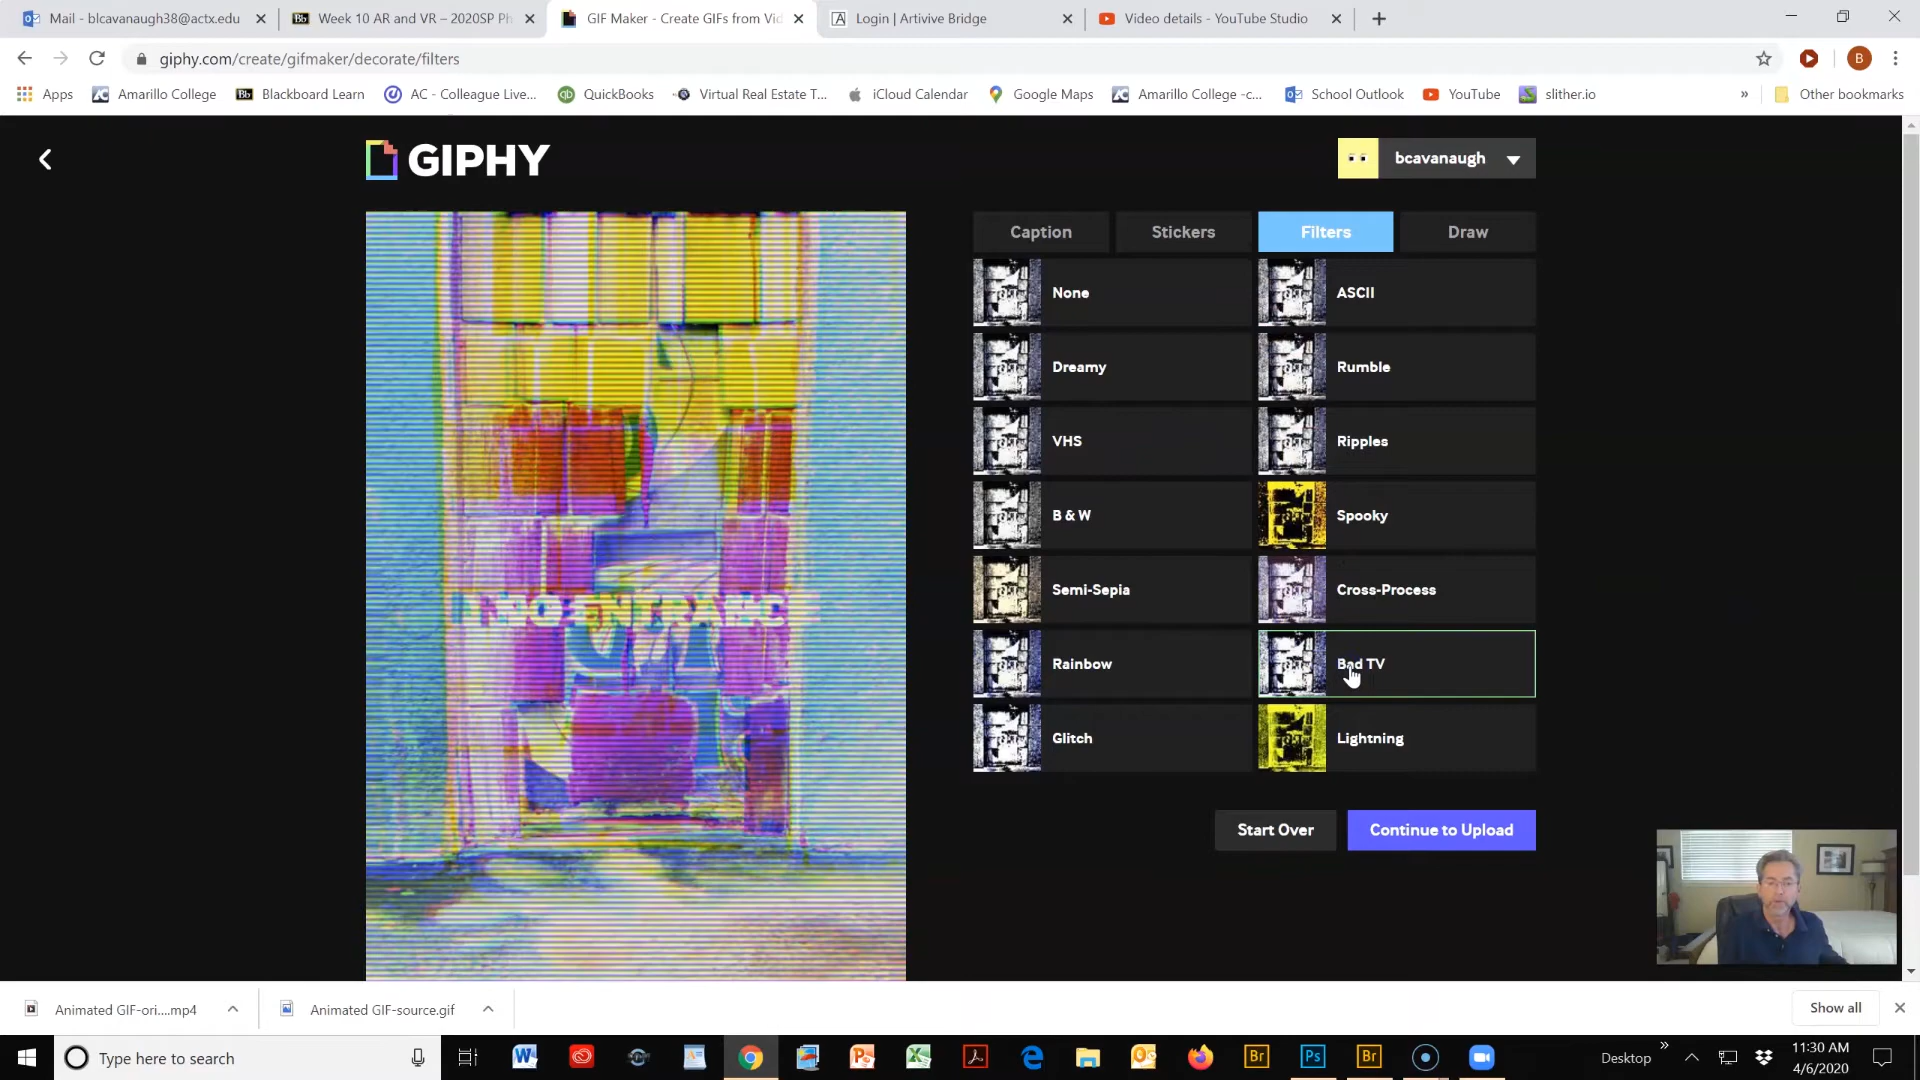 Mail - blcavanaugh38@actx.edu
Week 10 AR and VR – 2020SP Ph
GIF Maker - Create GIFs from Vid
Login | Artivive Bridge
Video details - YouTube Studio
giphy.com/create/gifmaker/decorate/filters
B
Apps
Amarillo College
Bb
Blackboard Learn
AC - Colleague Live...
QuickBooks
Virtual Real Estate T...
iCloud Calendar
Google Maps
Amarillo College -c...
School Outlook
YouTube
slither.io
»
Other bookmarks
GIPHY
bcavanaugh
Caption
Stickers
Filters
Draw
None
ASCII
Dreamy
Rumble
VHS
Ripples
B & W
Spooky
Semi-Sepia
Cross-Process
Rainbow
Bad TV
Glitch
Lightning
Start Over
Continue to Upload
Animated GIF-ori....mp4
Animated GIF-source.gif
Show all
Type here to search
Br
Ps
Br
Desktop
»
11:30 AM
4/6/2020